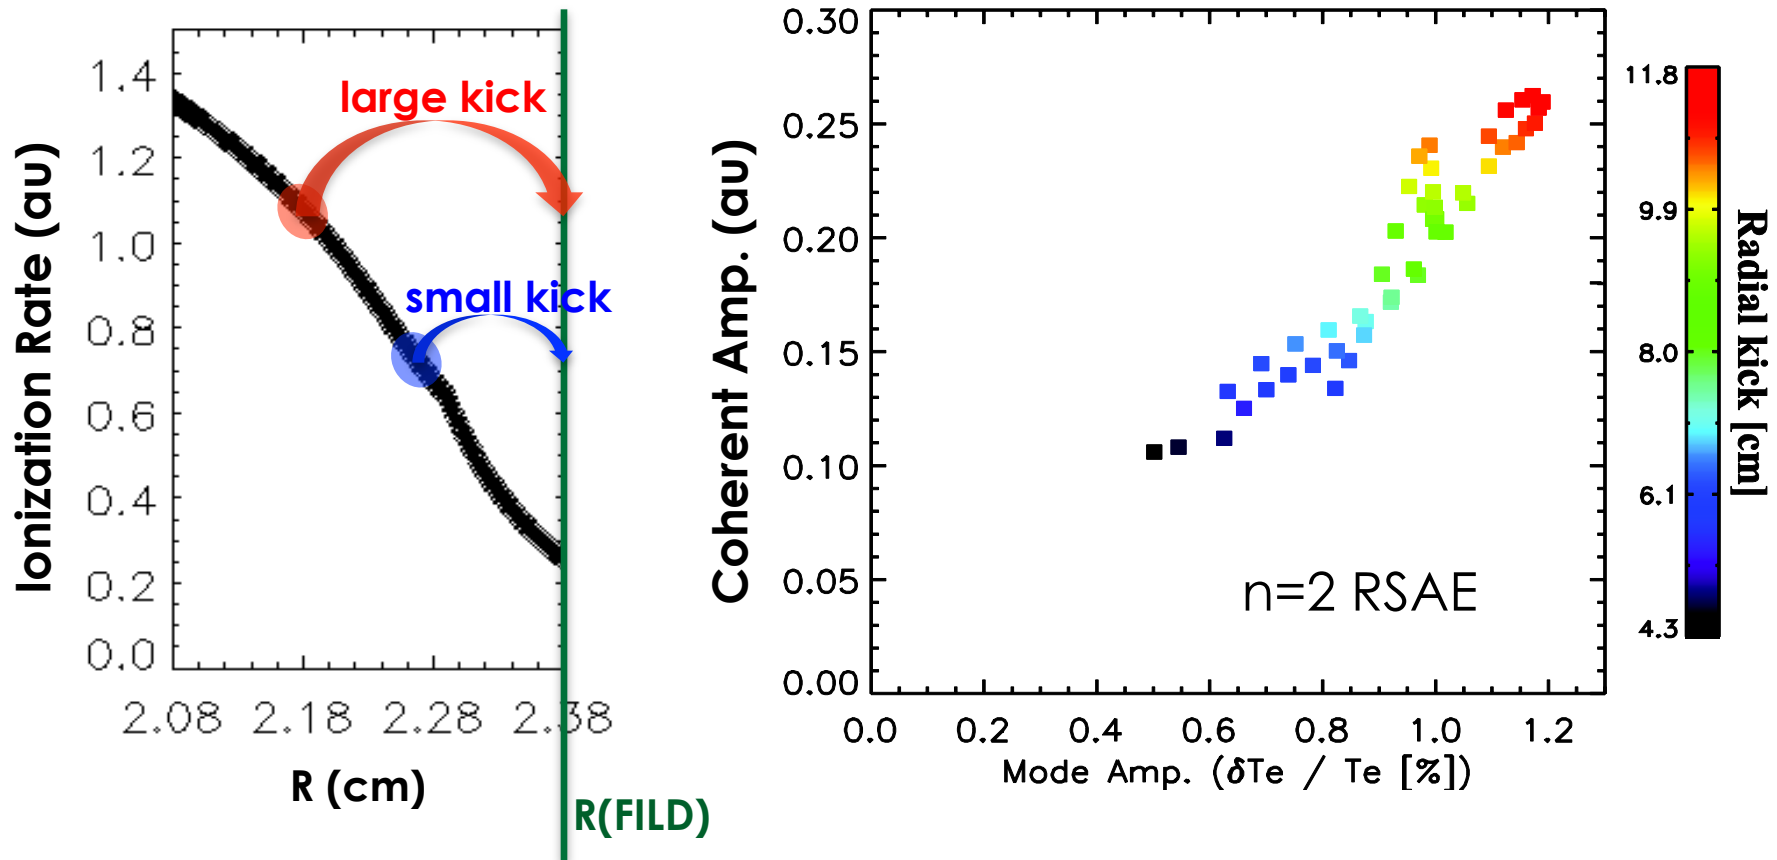 Ionization Rate (au)
1.4
1.2
1.0
0.8
0.6
0.4
0.2
0.0
large kick
small kick
2.08 2.18 2.28 2.38
R (cm)
R(FILD)
Coherent Amp. (au)
0.30
0.25
0.20
0.15
0.10
0.05
0.00
n=2 RSAE
0.0 0.2 0.4 0.6 0.8 1.0 1.2
Mode Amp. (δTe / Te [%])
11.8
9.9
8.0
6.1
4.3
Radial kick [cm]